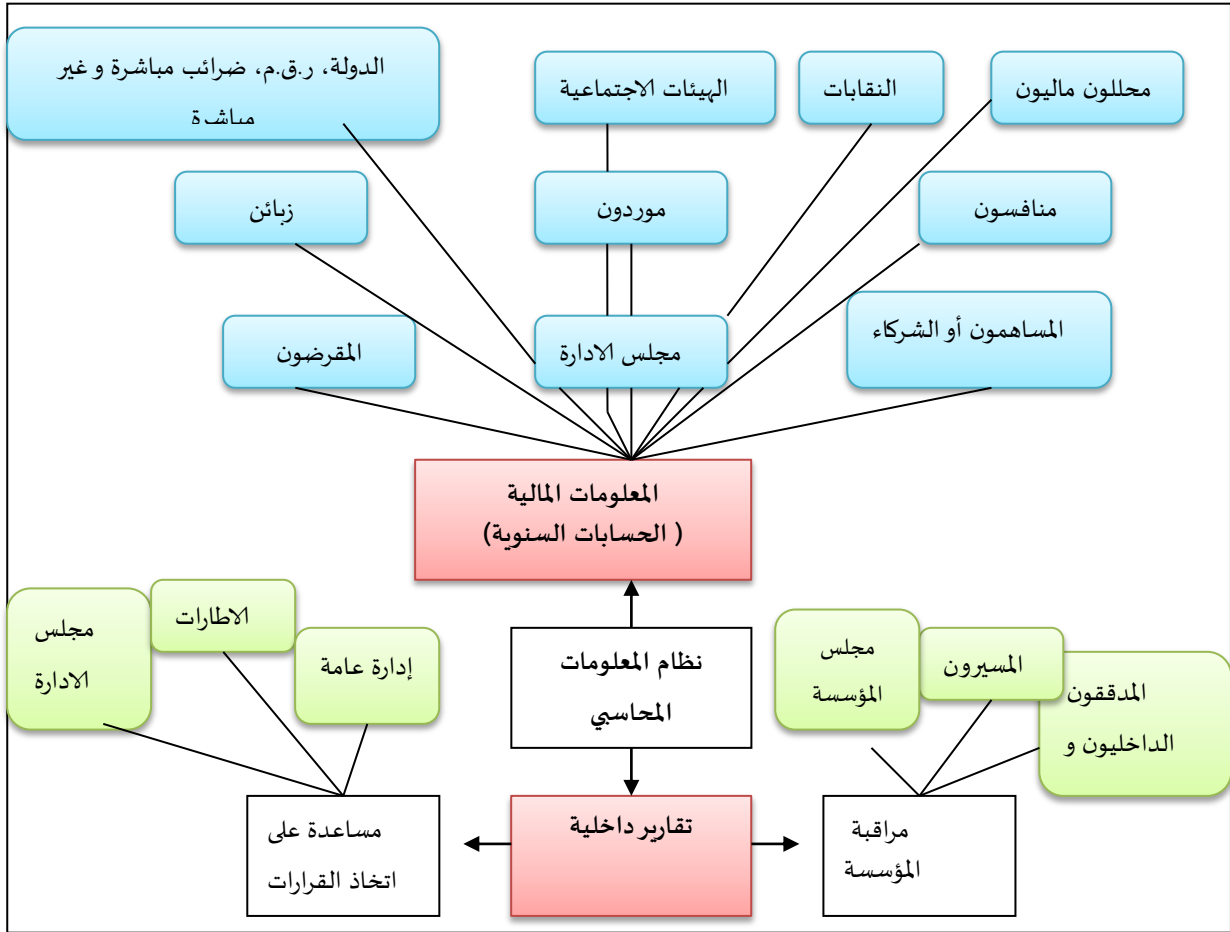 محللون ماليون
النقابات
الهيئات الاجتماعية
الدولة، ر.ق.م، ضرائب مباشرة و غير
مباشرة
منافسون
موردون
زبائن
المساهمون أو الشركاء
مجلس الادارة
المقرضون
المعلومات المالية
( الحسابات السنوية)
نظام المعلومات
المحاسبي
المدققون
الداخليون و
المسيرون
مجلس
المؤسسة
إدارة عامة
الاطارات
مجلس
الادارة
مراقبة
المؤسسة
تقارير داخلية
مساعدة على
اتخاذ القرارات